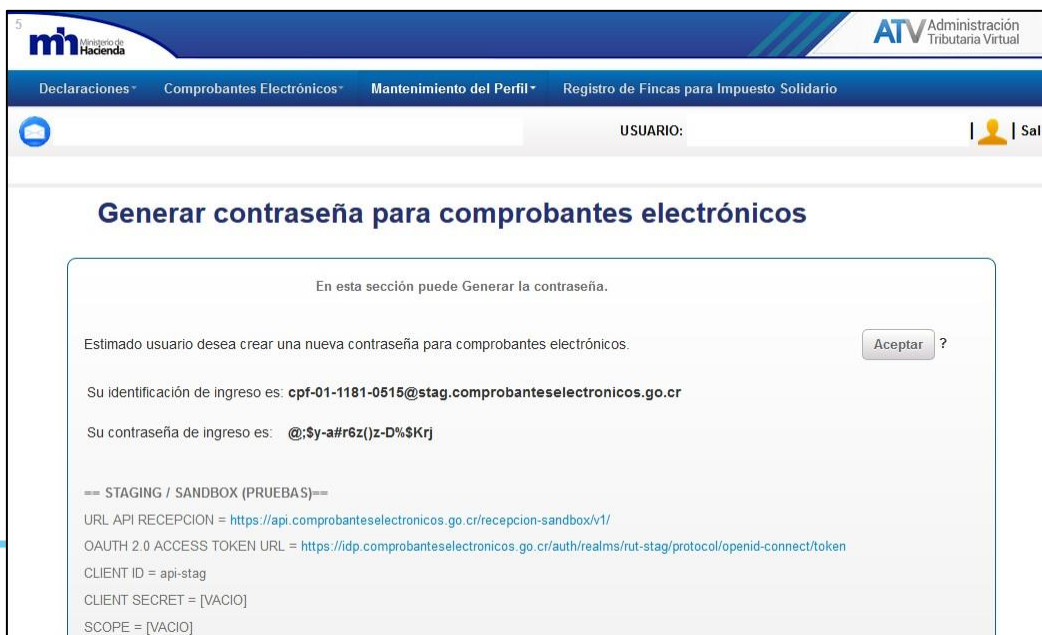 5
mh Ministerio de Hacienda
ATV Administración Tributaria Virtual
Declaraciones Comprobantes Electrónicos Mantenimiento del Perfil Registro de Fincas para Impuesto Solidario
USUARIO: | | Sal
Generar contraseña para comprobantes electrónicos
En esta sección puede Generar la contraseña.
Estimado usuario desea crear una nueva contraseña para comprobantes electrónicos. Aceptar ?
Su identificación de ingreso es: cpf-01-1181-0515@stag.comprobanteselectronicos.go.cr
Su contraseña de ingreso es: @;$y-a#r6z()z-D%$Krj
== STAGING / SANDBOX (PRUEBAS)==
URL API RECEPCION = https://api.comprobanteselectronicos.go.cr/recepcion-sandbox/v1/
OAUTH 2.0 ACCESS TOKEN URL = https://idp.comprobanteselectronicos.go.cr/auth/realms/rut-stag/protocol/openid-connect/token
CLIENT ID = api-stag
CLIENT SECRET = [VACIO]
SCOPE = [VACIO]